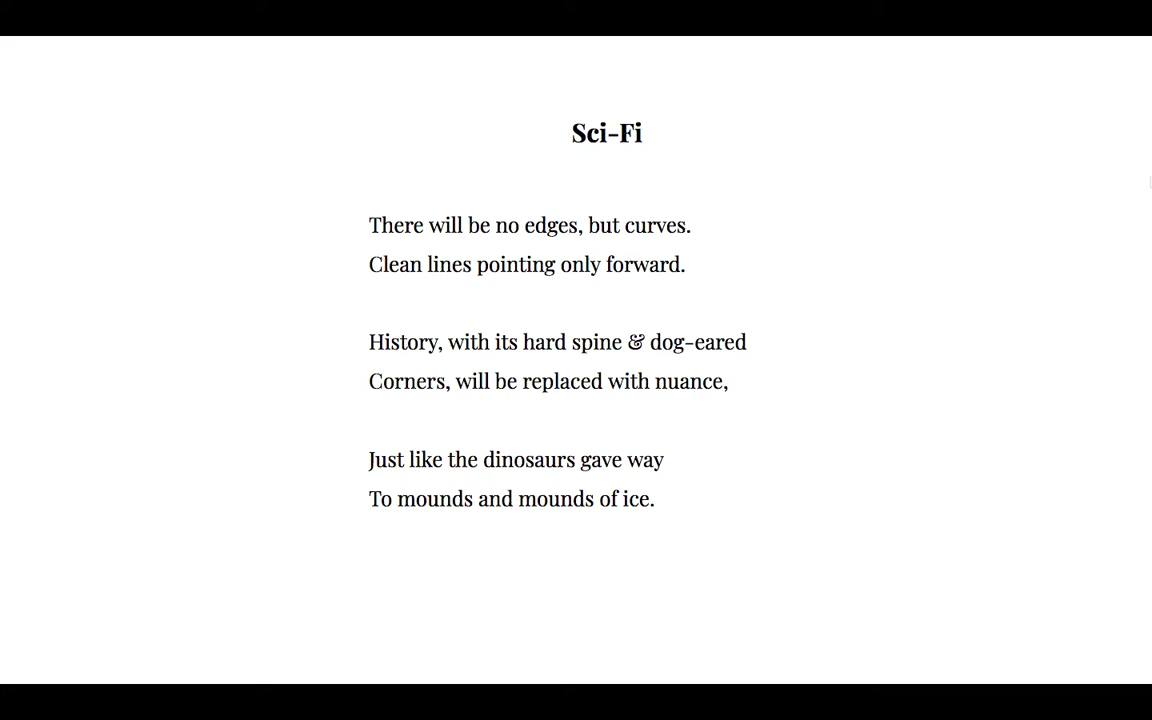 Sci-Fi
There will be no edges, but curves.
Clean lines pointing only forward.
History, with its hard spine & dog-eared
Corners, will be replaced with nuance,
Just like the dinosaurs gave way
To mounds and mounds of ice.